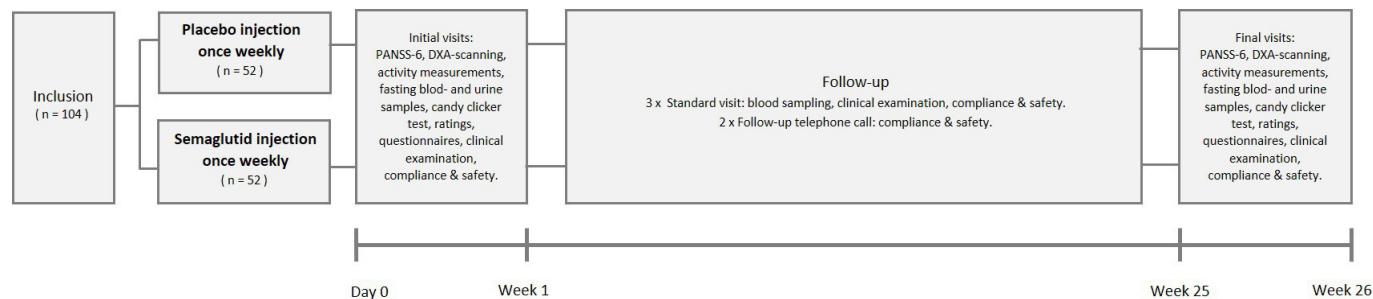 Inclusion
( n = 104 )
Placebo injection
once weekly
( n = 52 )
Semaglutid injection
once weekly
( n = 52 )
Initial visits:
PANSS-6, DXA-scanning,
activity measurements,
fasting blod- and urine
samples, candy clicker
test, ratings,
questionnaires, clinical
examination,
compliance & safety.
Follow-up
3 x Standard visit: blood sampling, clinical examination, compliance & safety.
2 x Follow-up telephone call: compliance & safety.
Final visits:
PANSS-6, DXA-scanning,
activity measurements,
fasting blod- and urine
samples, candy clicker
test, ratings,
questionnaires, clinical
examination,
compliance & safety.
Day 0
Week 1
Week 25
Week 26